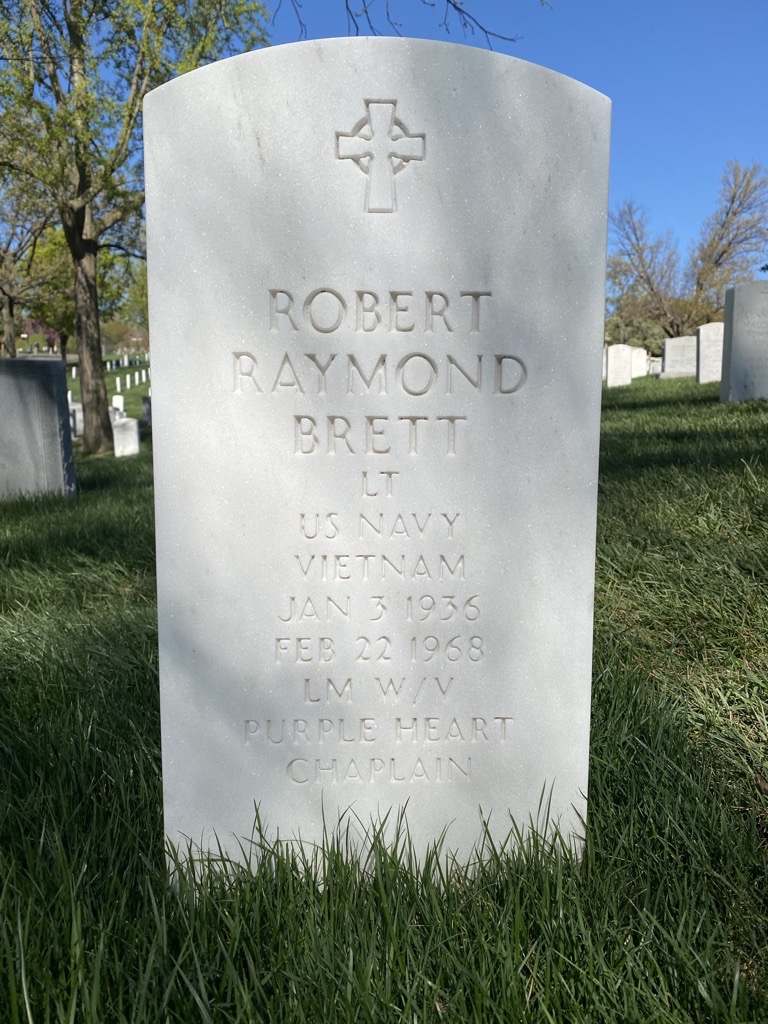 ROBERT
RAYMOND
BRETT
LT
US NAVY
VIETNAM
JAN 3 1936
FEB 22 1968
LM W/V
PURPLE HEART
CHAPLAIN